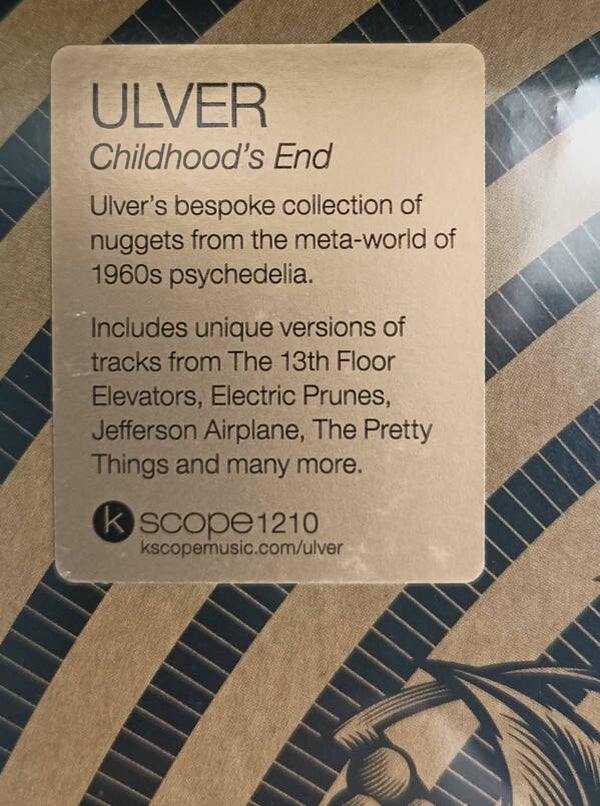 ULVER
Childhood's End
Ulver's bespoke collection of
nuggets from the meta-world of
1960s psychedelia.
Includes unique versions of
tracks from The 13th Floor
Elevators, Electric Prunes,
Jefferson Airplane, The Pretty
Things and many more.
k scope1210
kscopemusic.com/ulver